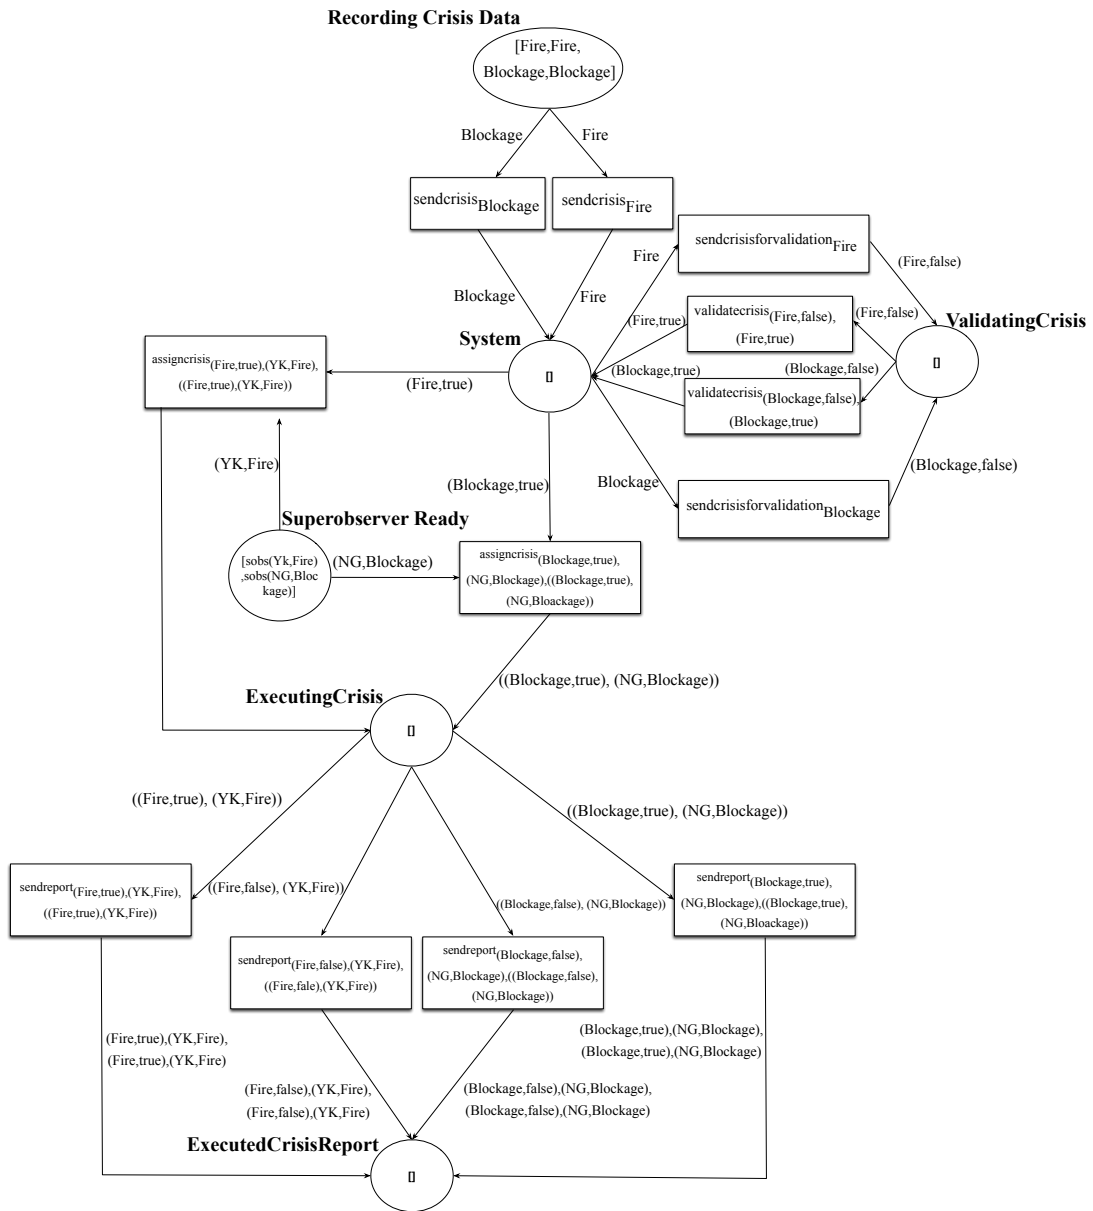 Recording Crisis Data
[Fire,Fire,
Blockage,Blockage]
Blockage
Fire
sendcrisisBlockage
sendcrisisFire
sendcrisisforvalidationFire
Fire
(Fire,false)
Blockage
Fire
(Fire,true)
validatecrisis(Fire,false),
(Fire,true)
(Fire,false)
ValidatingCrisis
[]
System
[]
(Blockage,true)
(Blockage,false)
validatecrisis(Blockage,false),
(Blockage,true)
assigncrisis(Fire,true),(YK,Fire),
((Fire,true),(YK,Fire))
(Fire,true)
(YK,Fire)
(Blockage,true)
Blockage
(Blockage,false)
sendcrisisforvalidationBlockage
Superobserver Ready
[sobs(Yk,Fire)
,sobs(NG,Bloc
kage)]
(NG,Blockage)
assigncrisis(Blockage,true),
(NG,Blockage),((Blockage,true),
(NG,Bloackage))
((Blockage,true), (NG,Blockage))
ExecutingCrisis
[]
((Fire,true), (YK,Fire))
((Blockage,true), (NG,Blockage))
((Fire,false), (YK,Fire))
((Blockage,false), (NG,Blockage))
sendreport(Fire,true),(YK,Fire),
((Fire,true),(YK,Fire))
sendreport(Fire,false),(YK,Fire),
((Fire,fale),(YK,Fire))
sendreport(Blockage,false),
(NG,Blockage),((Blockage,false),
(NG,Blockage))
sendreport(Blockage,true),
(NG,Blockage),((Blockage,true),
(NG,Bloackage))
(Fire,true),(YK,Fire),
(Fire,true),(YK,Fire)
(Fire,false),(YK,Fire),
(Fire,false),(YK,Fire)
(Blockage,false),(NG,Blockage),
(Blockage,false),(NG,Blockage)
(Blockage,true),(NG,Blockage),
(Blockage,true),(NG,Blockage)
ExecutedCrisisReport
[]